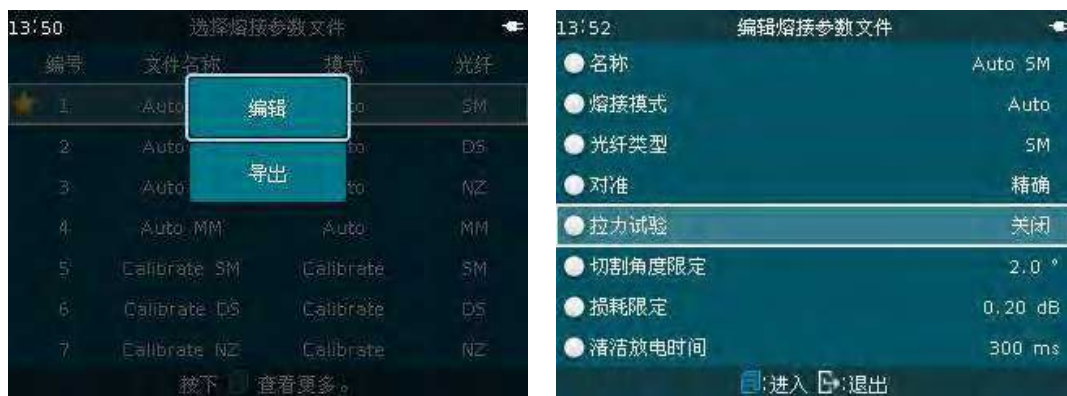 13:50 选择熔接参数文件
编号 文件名称 模式 光纤
1 Auto SM
编辑
2 Auto DS
导出
3 Auto NZ
4 Auto MM Auto MM
5 Calibrate SM Calibrate SM
6 Calibrate DS Calibrate DS
7 Calibrate NZ Calibrate NZ
按下 查看更多。
13:52 编辑熔接参数文件
名称 Auto SM
熔接模式 Auto
光纤类型 SM
对准 精确
拉力试验 关闭
切割角度限定 2.0 °
损耗限定 0.20 dB
清洁放电时间 300 ms
:进入 :退出